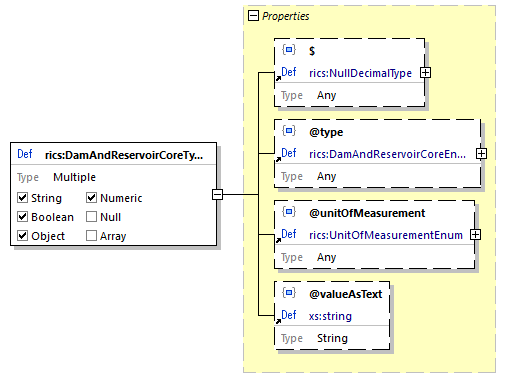 Properties
$
Def rics:NullDecimalType
Type Any
@type
Def rics:DamAndReservoirCoreEn...
Type Any
Def rics:DamAndReservoirCoreTy...
Type Multiple
String Numeric
Boolean Null
Object Array
@unitOfMeasurement
Def rics:UnitOfMeasurementEnum
Type Any
@valueAsText
Def xs:string
Type String